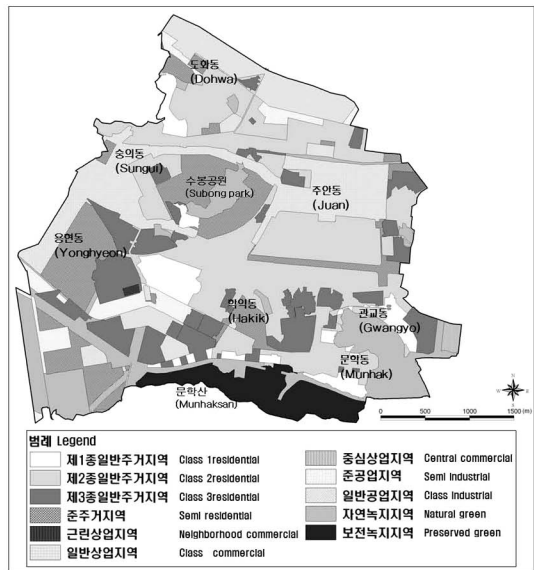 도화동
(Dohwa)
숭의동
(Sungui)
수봉공원
(Subong park)
주안동
(Juan)
용현동
(Yonghyeon)
학익동
(Hakik)
관교동
(Gwangyo)
문학동
(Munhak)
문학산
(Munhaksan)
0 500 1000 1500 (m)
범례 Legend
제1종일반주거지역 Class 1residential
제2종일반주거지역 Class 2residential
제3종일반주거지역 Class 3residential
준주거지역 Semi residential
근린상업지역 Neighborhood commercial
일반상업지역 Class commercial
중심상업지역 Central commercial
준공업지역 Semi industrial
일반공업지역 Class industrial
자연녹지지역 Natural green
보전녹지지역 Preserved green